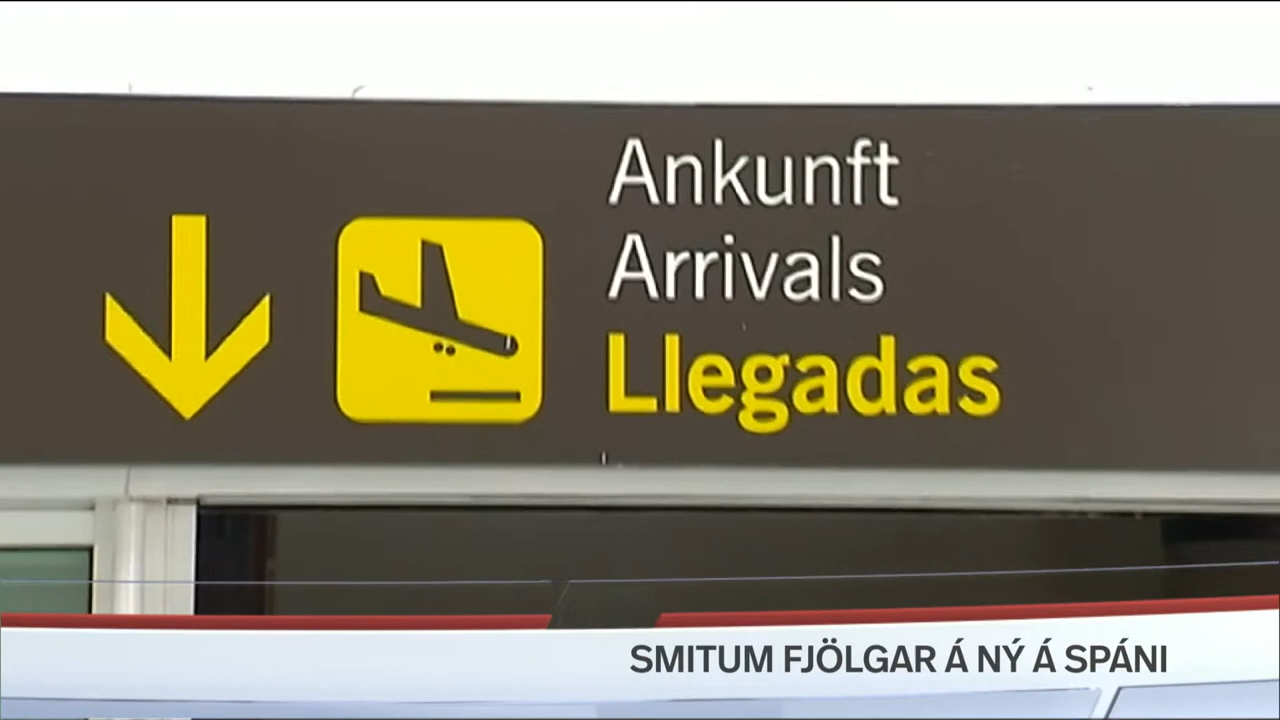 Ankunft
Arrivals
Llegadas
SMITUM FJÖLGAR Á NÝ Á SPÁNI